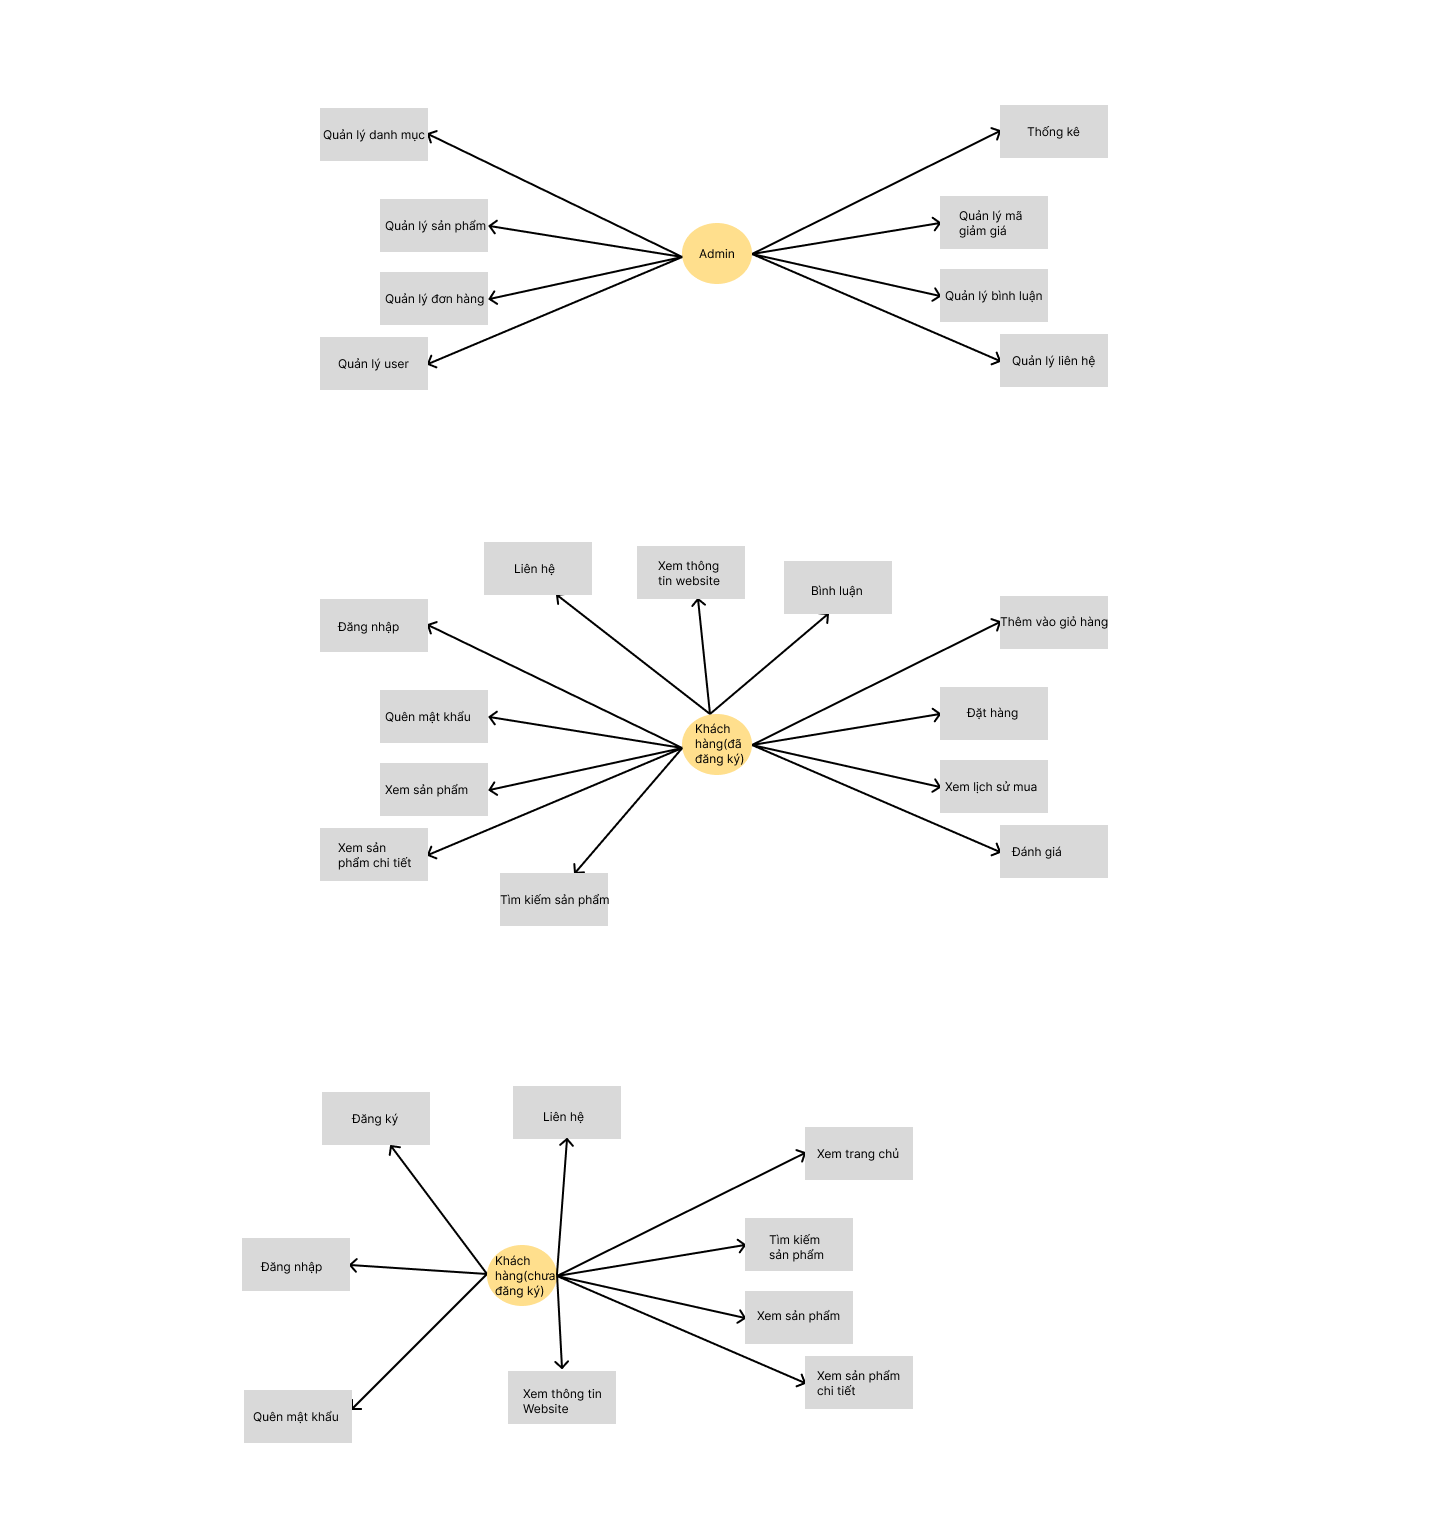 Quản lý danh mục
Thống kê
Quản lý sản phẩm
Quản lý mã
giảm giá
Admin
Quản lý đơn hàng
Quản lý bình luận
Quản lý user
Quản lý liên hệ
Liên hệ
Xem thông
tin website
Bình luận
Đăng nhập
Thêm vào giỏ hàng
Quên mật khẩu
Đặt hàng
Khách
hàng(đã
đăng ký)
Xem sản phẩm
Xem lịch sử mua
Xem sản
phẩm chi tiết
Đánh giá
Tìm kiếm sản phẩm
Đăng ký
Liên hệ
Xem trang chủ
Tìm kiếm
sản phẩm
Đăng nhập
Khách
hàng(chưa
đăng ký)
Xem sản phẩm
Xem sản phẩm
chi tiết
Xem thông tin
Website
Quên mật khẩu